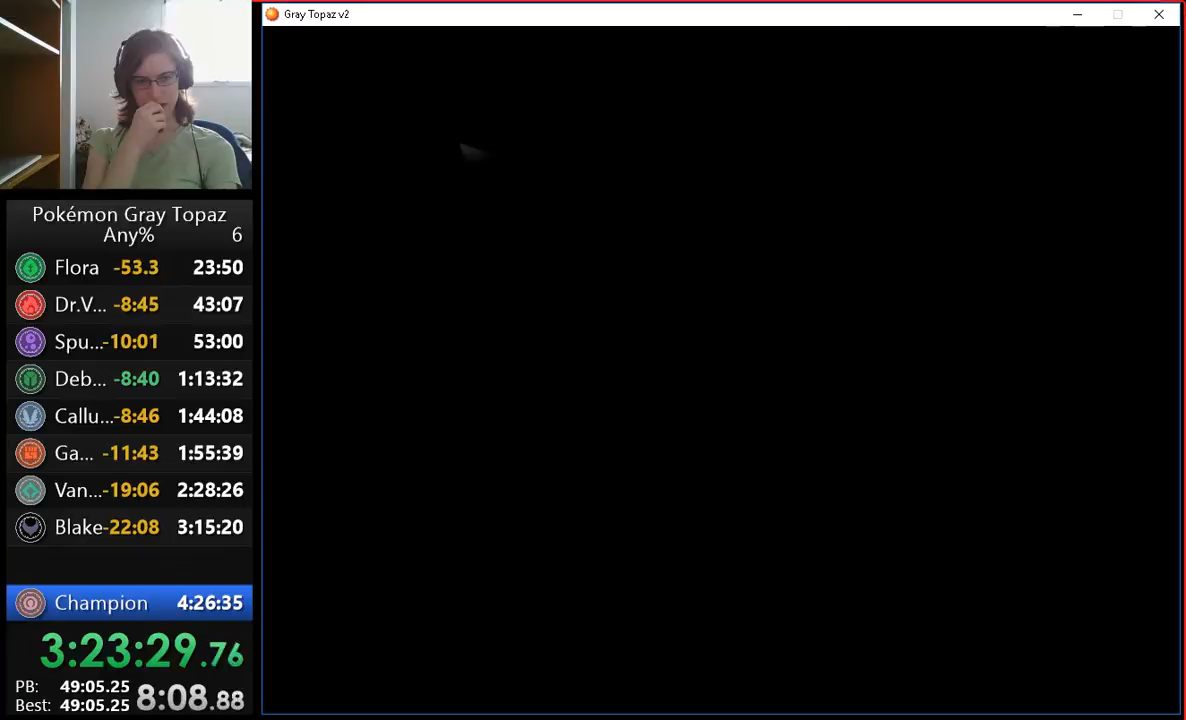 Gray Topaz v2
Pokémon Gray Topaz
Any% 6
Flora -53.3 23:50
Dr.V... -8:45 43:07
Spu...-10:01 53:00
Deb... -8:40 1:13:32
Callu...-8:46 1:44:08
Ga... -11:43 1:55:39
Van...-19:06 2:28:26
Blake-22:08 3:15:20
Champion 4:26:35
3:23:29.76
PB: 49:05.25
Best: 49:05.25
8:08.88